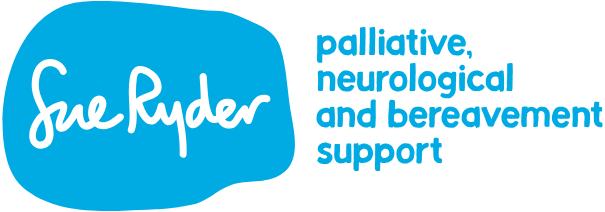 Sue Ryder
palliative,
neurological
and bereavement
support